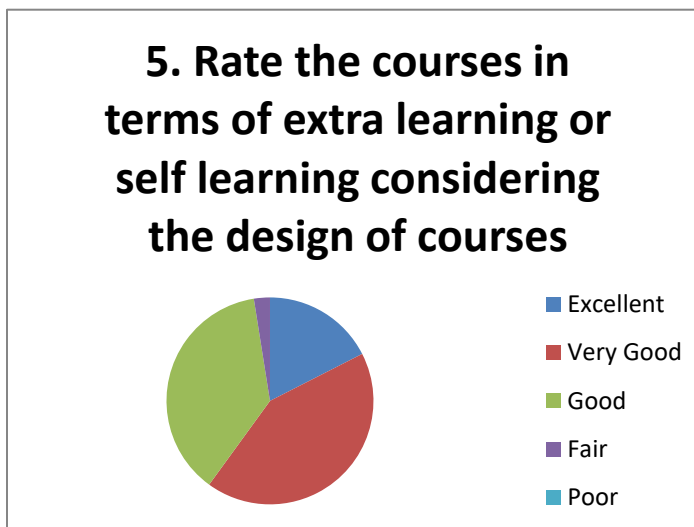 5. Rate the courses in
terms of extra learning or
self learning considering
the design of courses
Excellent
Very Good
Good
Fair
Poor